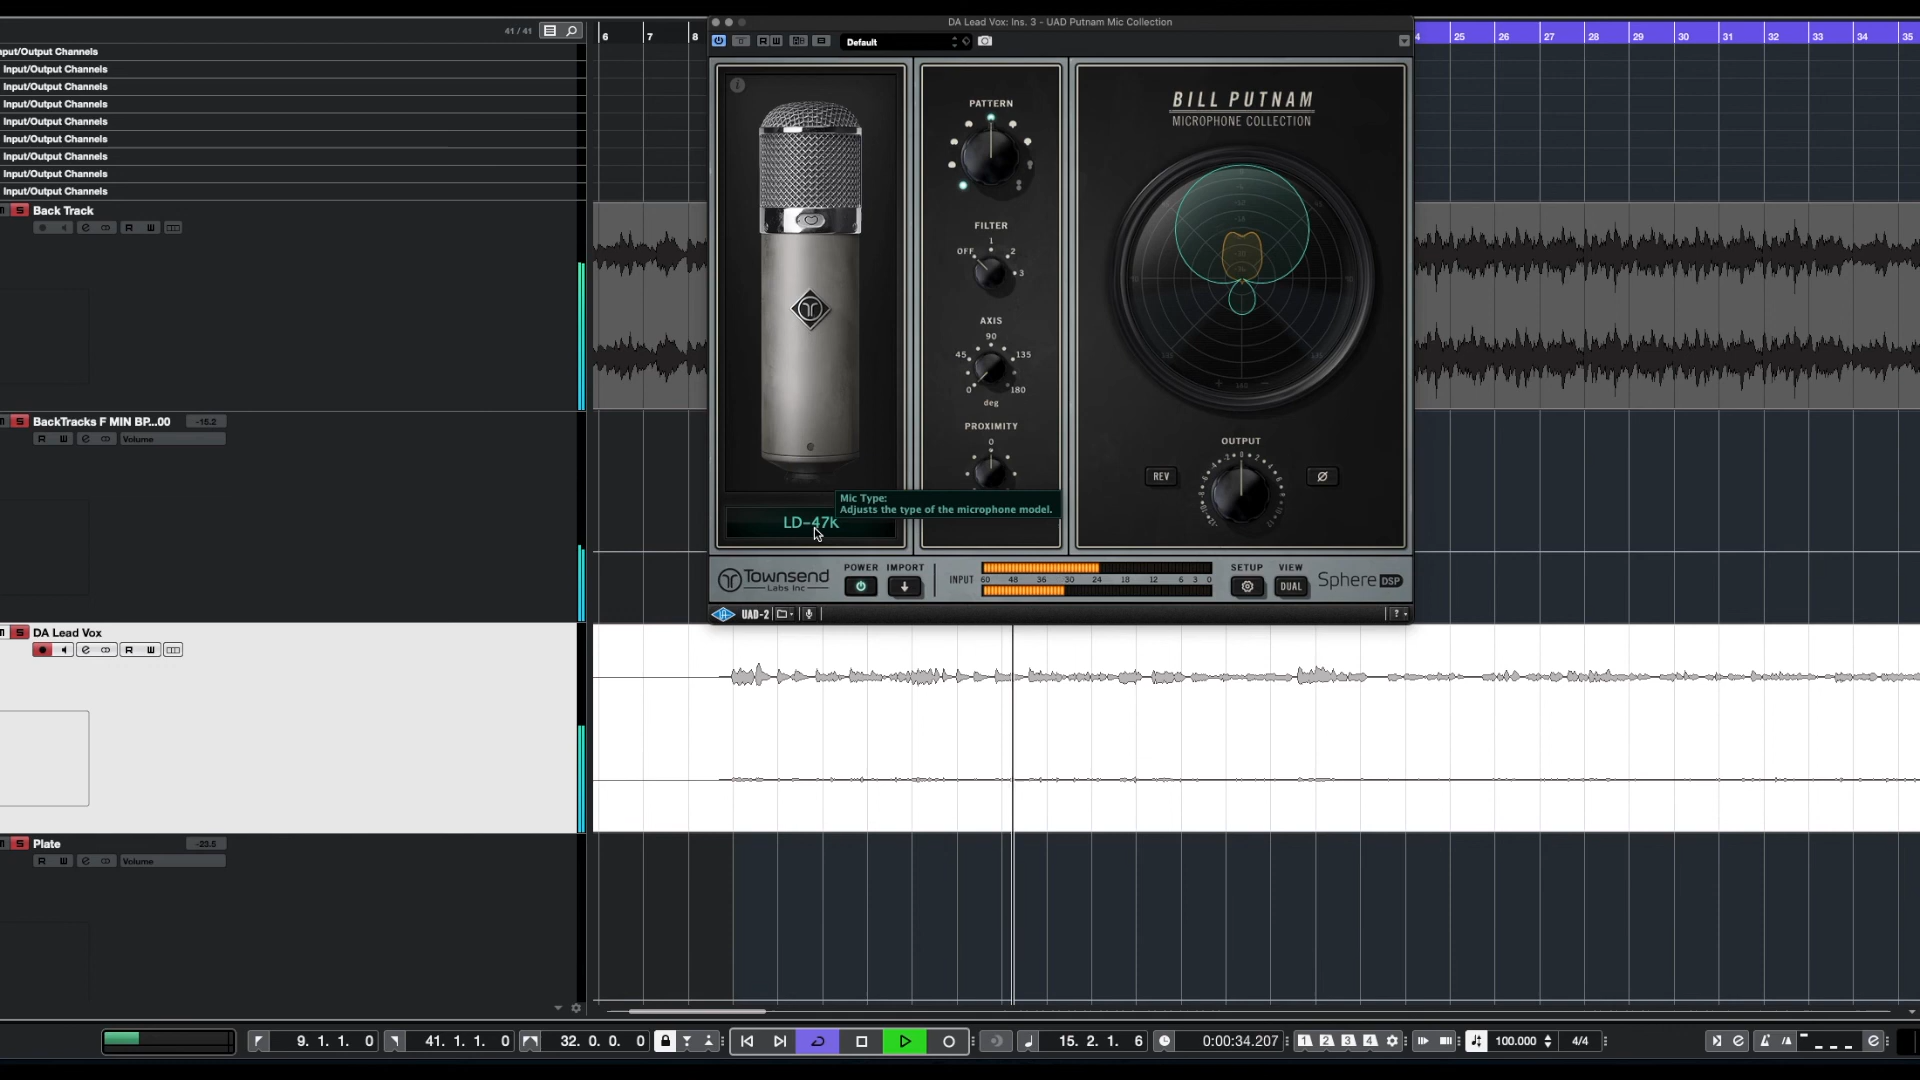 DA Lead Vox: Ins. 3 - UAD Putnam Mic Collection
41 / 41
6 7 8
25 26 27 28 29 30 31 32 33 34 35
Default
put/Output Channels
Input/Output Channels
Input/Output Channels
Input/Output Channels
Input/Output Channels
Input/Output Channels
Input/Output Channels
Input/Output Channels
Input/Output Channels
S Back Track
R W
PATTERN
FILTER
OFF 1 2 3
AXIS
90
45 135
0 180
deg
PROXIMITY
0
BILL PUTNAM
MICROPHONE COLLECTION
OUTPUT
REV
Ø
Mic Type:
Adjusts the type of the microphone model.
LD-47K
Townsend
Labs Inc
POWER IMPORT
INPUT
60 48 36 30 24 18 12 6 3 0
SETUP VIEW
DUAL
Sphere DSP
UAD-2
?
S BackTracks F MIN BP...00 -15.2
R W e Volume
S DA Lead Vox
e R W
S Plate -23.5
R W e Volume
9. 1. 1. 0
41. 1. 1. 0
32. 0. 0. 0
15. 2. 1. 6
0:00:34.207
1 2 3 4
100.000
4/4